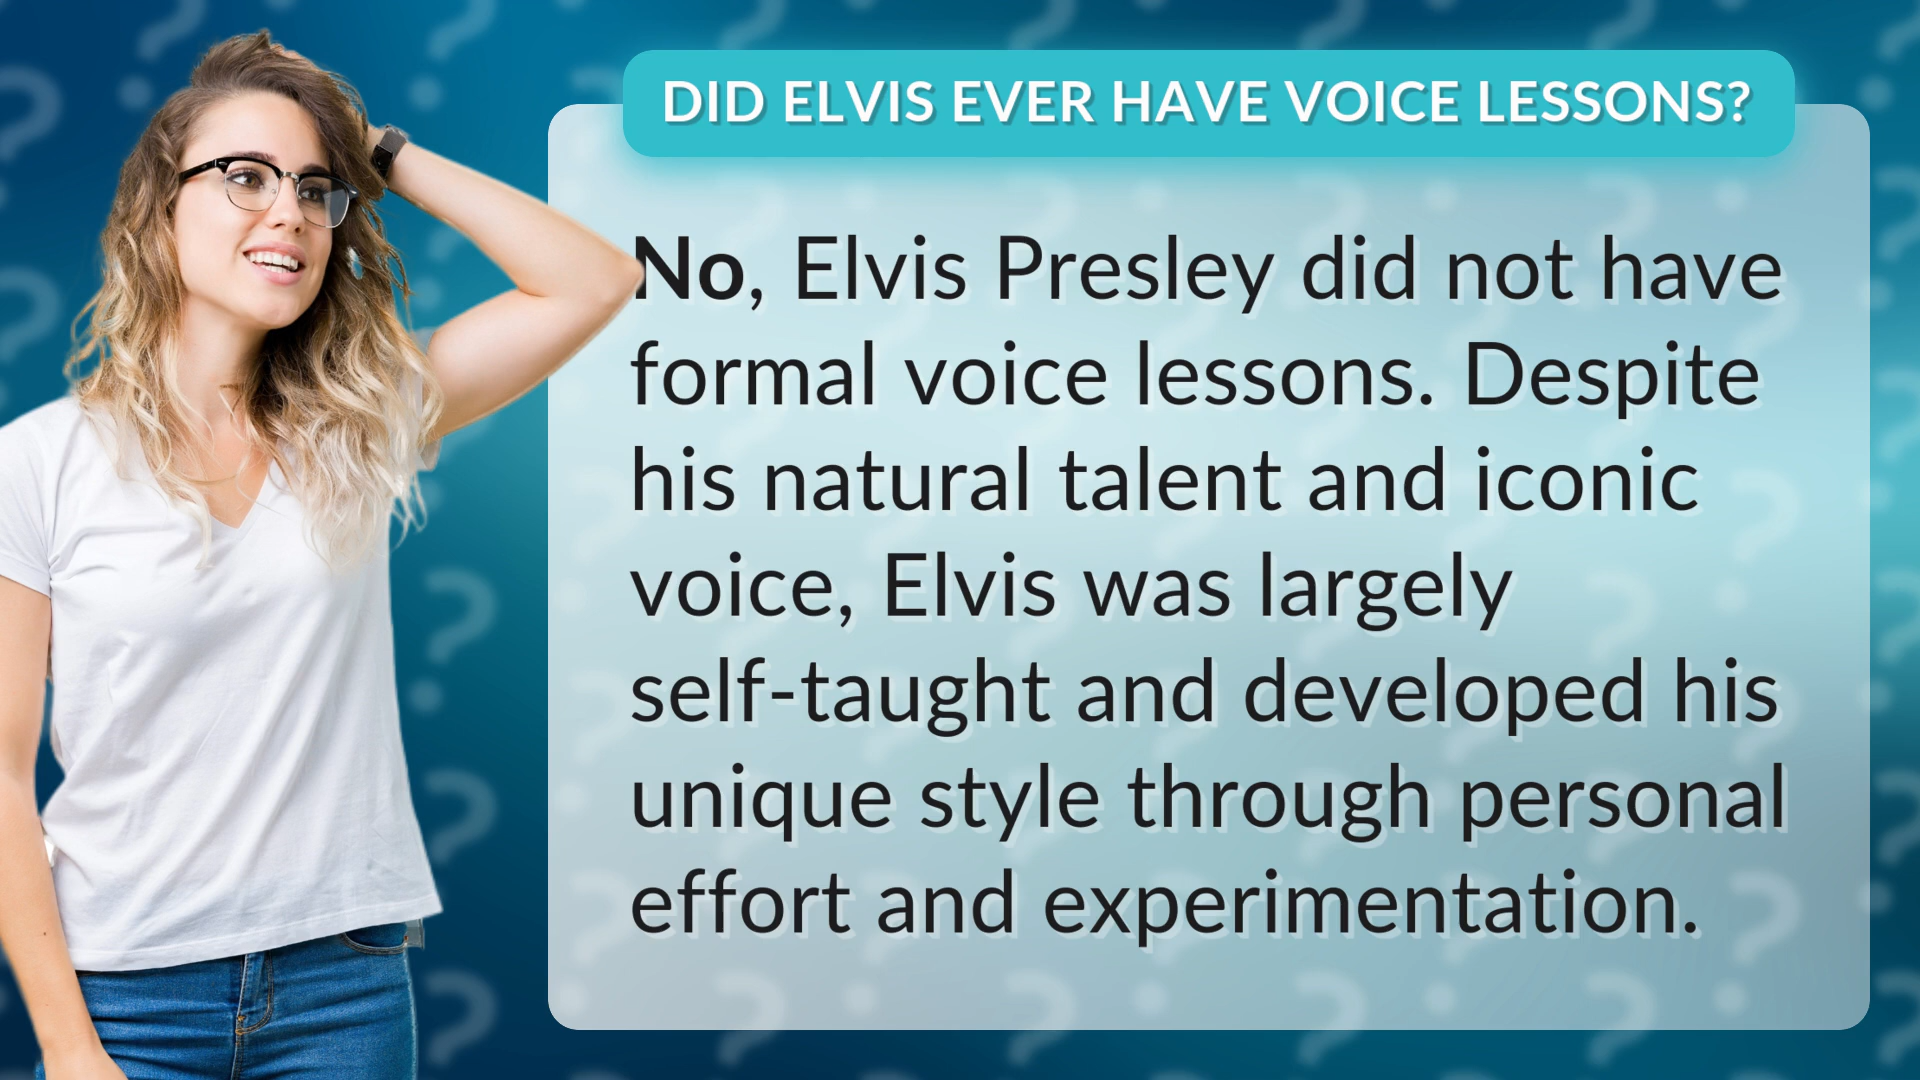 DID ELVIS EVER HAVE VOICE LESSONS?
No, Elvis Presley did not have
formal voice lessons. Despite
his natural talent and iconic
voice, Elvis was largely
self-taught and developed his
unique style through personal
effort and experimentation.